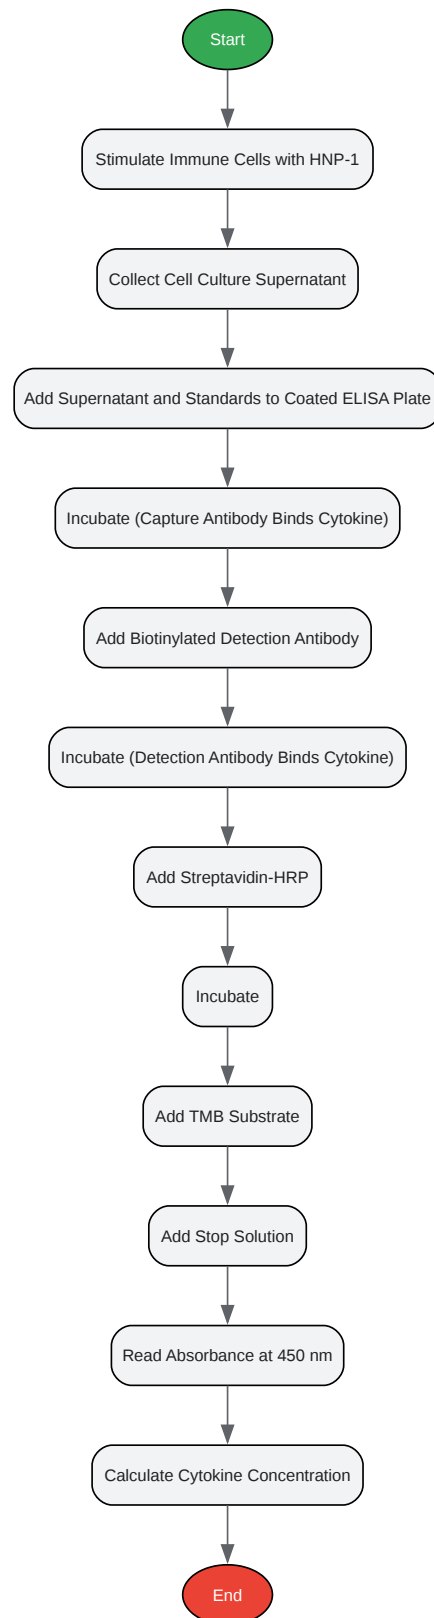 Start
Stimulate Immune Cells with HNP-1
Collect Cell Culture Supernatant
Add Supernatant and Standards to Coated ELISA Plate
Incubate (Capture Antibody Binds Cytokine)
Add Biotinylated Detection Antibody
Incubate (Detection Antibody Binds Cytokine)
Add Streptavidin-HRP
Incubate
Add TMB Substrate
Add Stop Solution
Read Absorbance at 450 nm
Calculate Cytokine Concentration
End